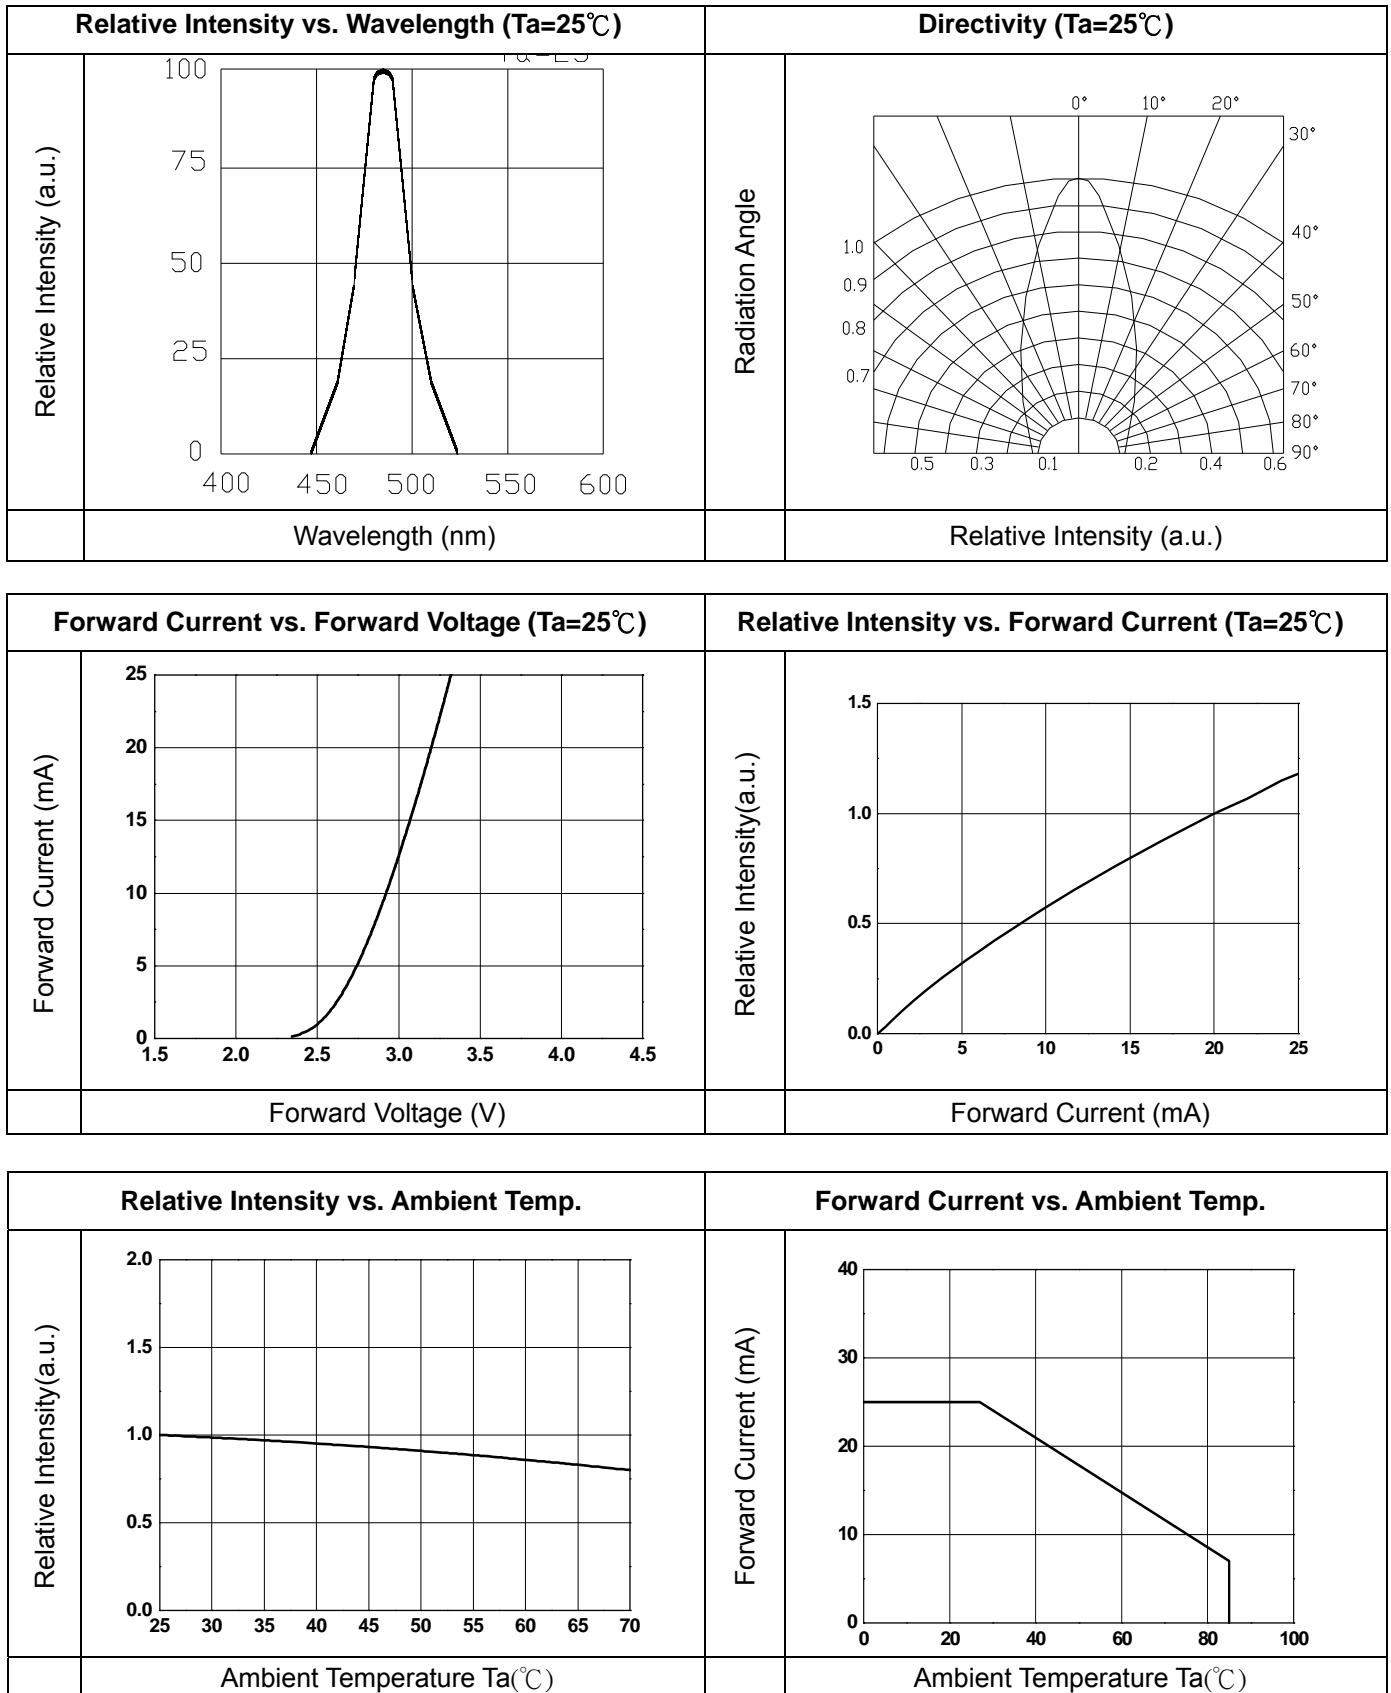 Relative Intensity vs. Wavelength (Ta=25℃)
Relative Intensity (a.u.)
100
75
50
25
0
400 450 500 550 600
Wavelength (nm)
Directivity (Ta=25℃)
Radiation Angle
0° 10° 20°
30°
40°
50°
60°
70°
80°
90°
1.0
0.9
0.8
0.7
0.5 0.3 0.1 0.2 0.4 0.6
Relative Intensity (a.u.)
Forward Current vs. Forward Voltage (Ta=25℃)
Forward Current (mA)
25
20
15
10
5
0
1.5 2.0 2.5 3.0 3.5 4.0 4.5
Forward Voltage (V)
Relative Intensity vs. Forward Current (Ta=25℃)
Relative Intensity(a.u.)
1.5
1.0
0.5
0.0
0 5 10 15 20 25
Forward Current (mA)
Relative Intensity vs. Ambient Temp.
Relative Intensity(a.u.)
2.0
1.5
1.0
0.5
0.0
25 30 35 40 45 50 55 60 65 70
Ambient Temperature Ta(℃)
Forward Current vs. Ambient Temp.
Forward Current (mA)
40
30
20
10
0
0 20 40 60 80 100
Ambient Temperature Ta(℃)